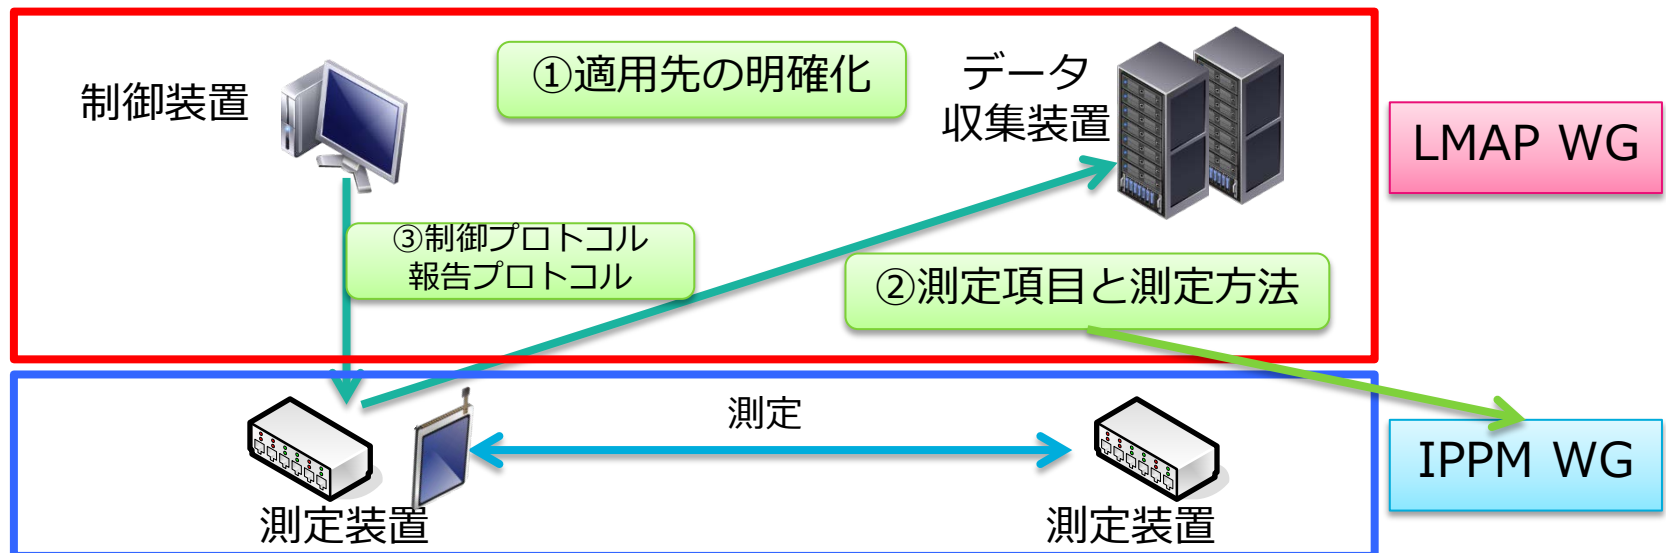 ①適用先の明確化
制御装置
データ
収集装置
LMAP WG
③制御プロトコル
報告プロトコル
②測定項目と測定方法
測定
IPPM WG
測定装置
測定装置